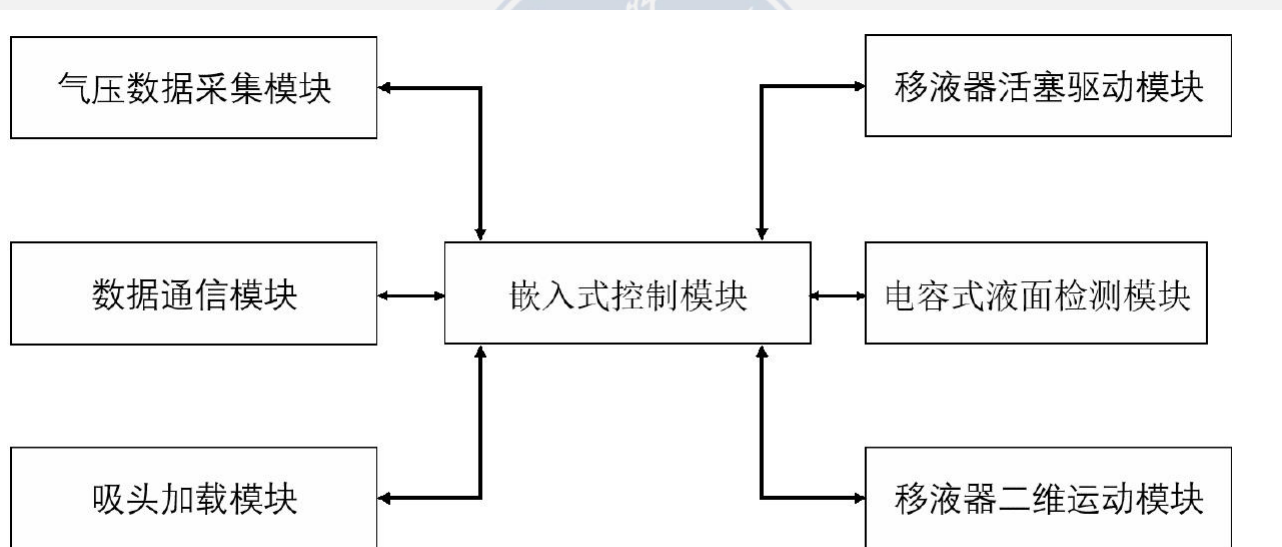 气压数据采集模块
移液器活塞驱动模块
数据通信模块
嵌入式控制模块
电容式液面检测模块
吸头加载模块
移液器二维运动模块